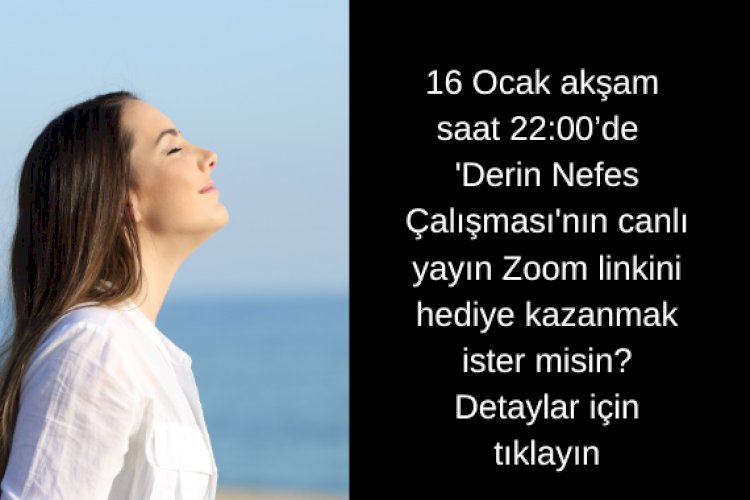 16 Ocak akşam
saat 22:00’de
'Derin Nefes
Çalışması'nın canlı
yayın Zoom linkini
hediye kazanmak
ister misin?
Detaylar için
tıklayın